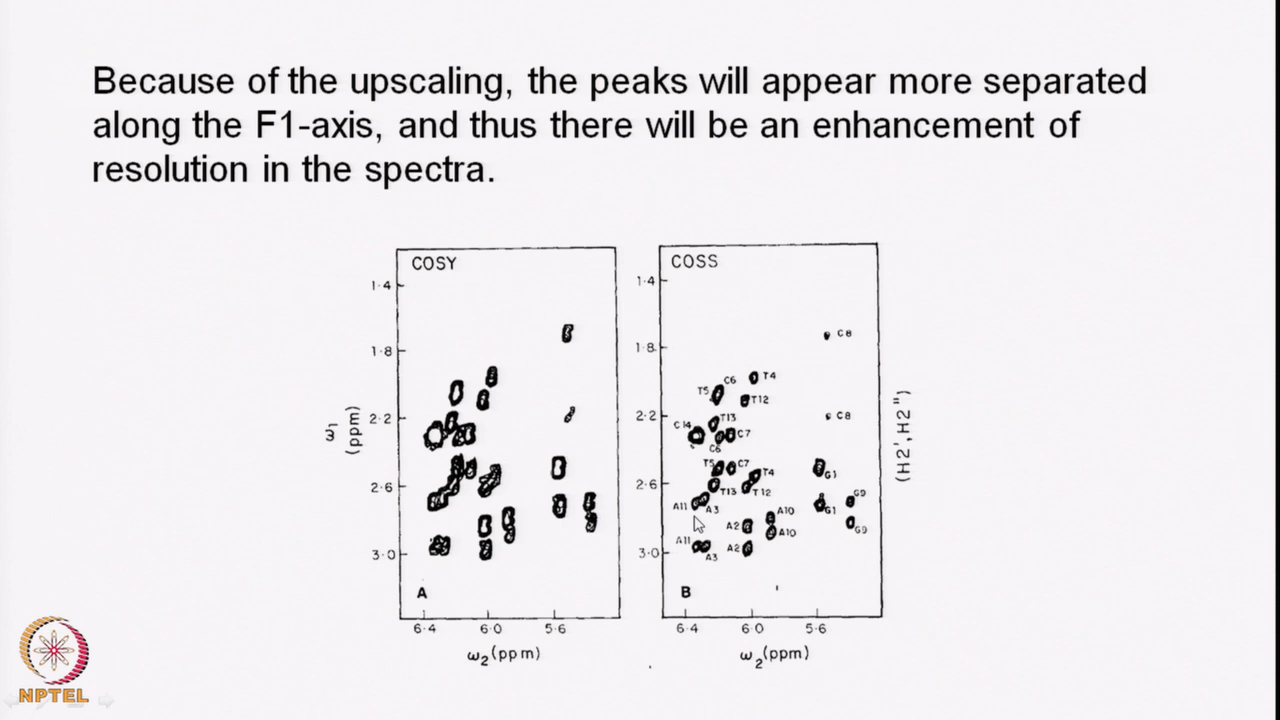 Because of the upscaling, the peaks will appear more separated
along the F1-axis, and thus there will be an enhancement of
resolution in the spectra.
COSY
1·4
1·8
2·2
2·6
3·0
ω1 (ppm)
A
6·4 6·0 5·6
ω2(ppm)
COSS
1·4
1·8
2·2
2·6
3·0
C8
C6 T4
T5
T12
C8
T13
C14
C7
C6
T5 C7
T4
G1
T13 T12
A11 A3
G9
A10 G1
A2
A10
G9
A11
A2
A3
B
6·4 6·0 5·6
ω2(ppm)
(H2',H2")
NPTEL